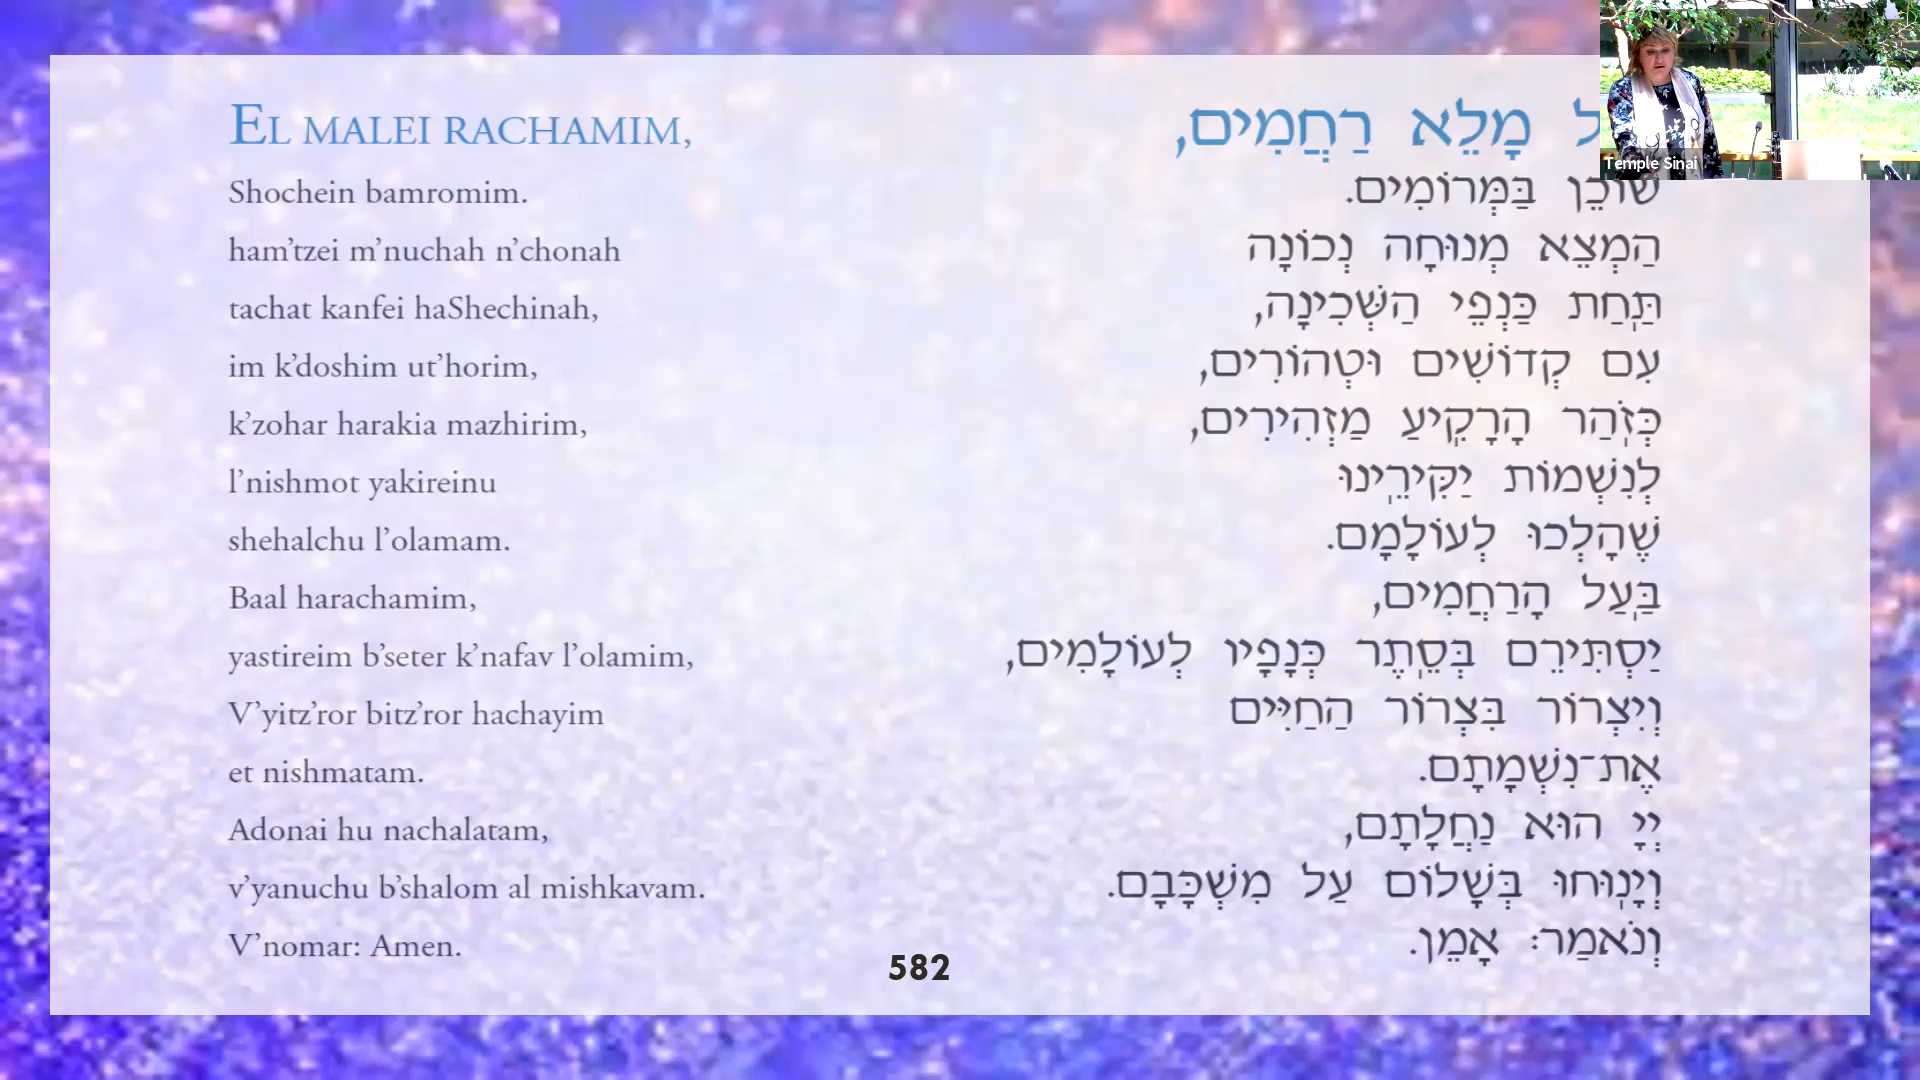 EL MALEI RACHAMIM,
Shochein bamromim.
ham'tzei m'nuchah n'chonah
tachat kanfei haShechinah,
im k'doshim ut'horim,
k'zohar harakia mazhirim,
l'nishmot yakireinu
shehalchu l'olamam.
Baal harachamim,
yastireim b'seter k'nafav l'olamim,
V'yitz'ror bitz'ror hachayim
et nishmatam.
Adonai hu nachalatam,
v'yanuchu b'shalom al mishkavam.
V'nomar: Amen.
מָלֵא רַחֲמִים,
שׁוֹכֵן בַּמְּרוֹמִים.
הַמְצֵא מְנוּחָה נְכוֹנָה
תַּֽחַת כַּנְפֵי הַשְּׁכִינָה,
עִם קְדוֹשִׁים וּטְהוֹרִים,
כְּזֹֽהַר הָרָקִֽיעַ מַזְהִירִים,
לְנִשְׁמוֹת יַקִּירֵֽינוּ
שֶׁהָלְכוּ לְעוֹלָמָם.
בַּֽעַל הָרַחֲמִים,
יַסְתִּירֵם בְּסֵֽתֶר כְּנָפָיו לְעוֹלָמִים,
וְיִצְרוֹר בִּצְרוֹר הַחַיִּים
אֶת־נִשְׁמָתָם.
יְיָ הוּא נַחֲלָתָם,
וְיָנֽוּחוּ בְּשָׁלוֹם עַל מִשְׁכָּבָם.
וְנֹאמַר: אָמֵן.
582
Temple Sinai